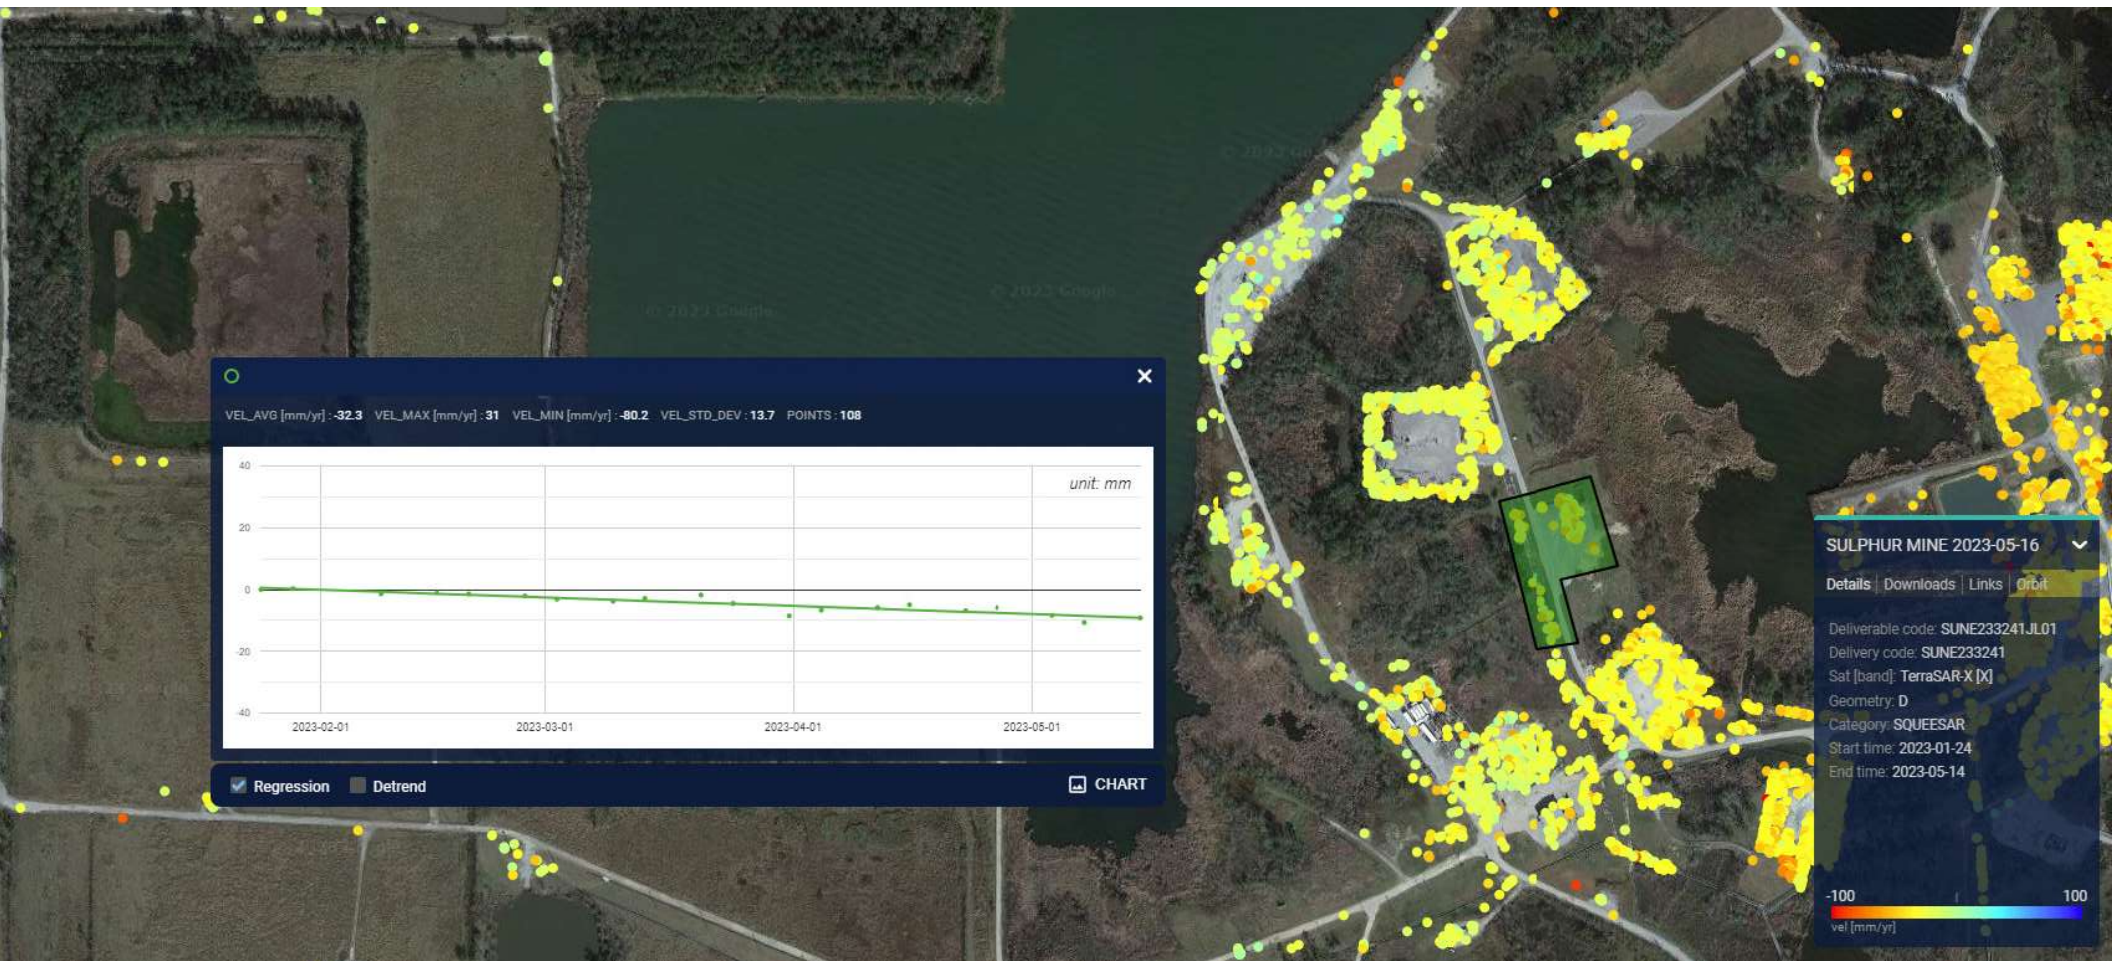 © 2023 Google
© 2023 Google
VEL_AVG [mm/yr] : -32.3 VEL_MAX [mm/yr] : 31 VEL_MIN [mm/yr] : -80.2 VEL_STD_DEV : 13.7 POINTS : 108
unit: mm
40
20
0
-20
-40
2023-02-01 2023-03-01 2023-04-01 2023-05-01
Regression Detrend CHART
SULPHUR MINE 2023-05-16
Details | Downloads | Links | Orbit
Deliverable code: SUNE233241JL01
Delivery code: SUNE233241
Sat [band]: TerraSAR-X [X]
Geometry: D
Category: SQUEESAR
Start time: 2023-01-24
End time: 2023-05-14
-100 100
vel [mm/yr]